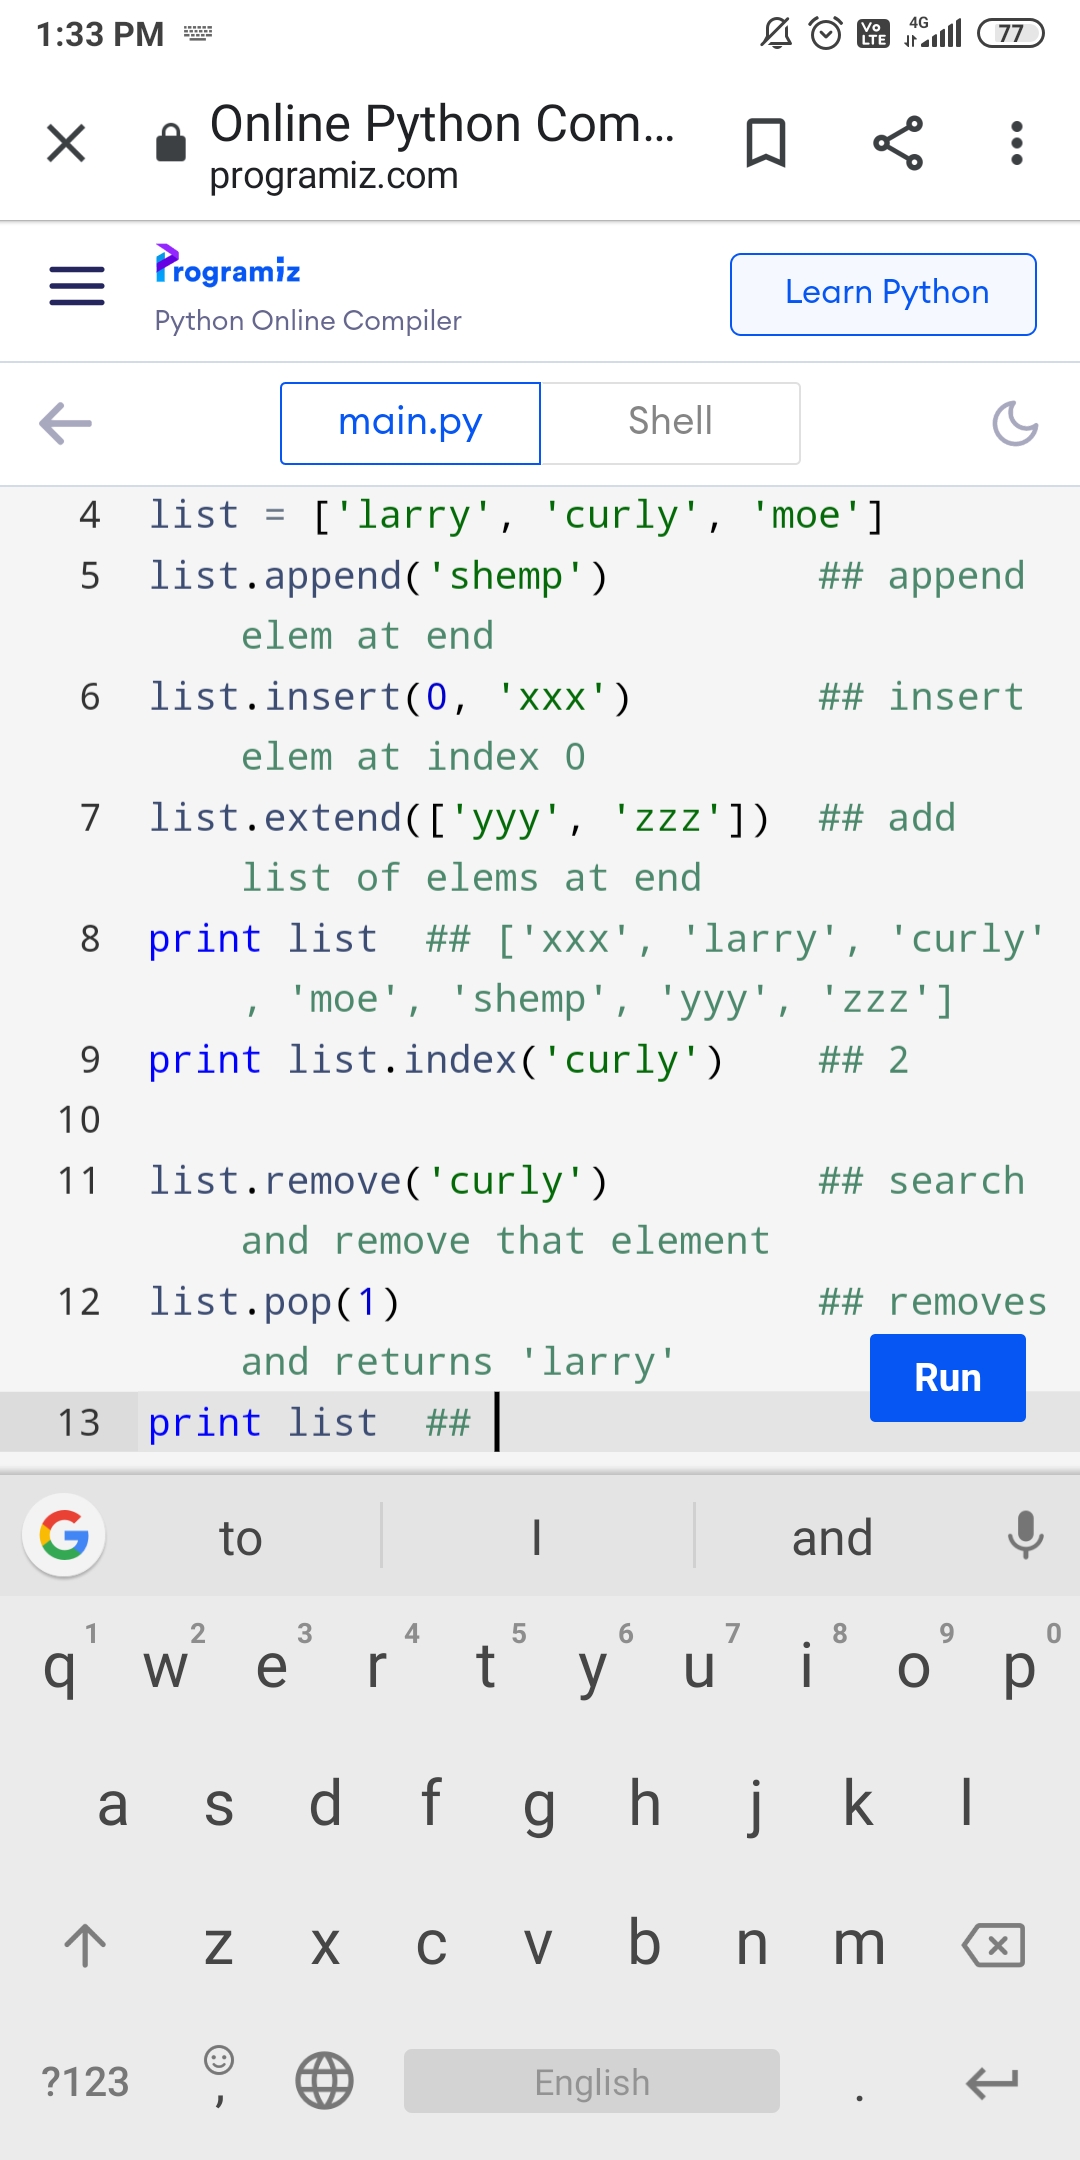 1:33 PM
Vo LTE 4G 77
Online Python Com...
programiz.com
Programiz
Python Online Compiler
Learn Python
main.py Shell
4 list = ['larry', 'curly', 'moe']
5 list.append('shemp') ## append
elem at end
6 list.insert(0, 'xxx') ## insert
elem at index 0
7 list.extend(['yyy', 'zzz']) ## add
list of elems at end
8 print list ## ['xxx', 'larry', 'curly'
, 'moe', 'shemp', 'yyy', 'zzz']
9 print list.index('curly') ## 2
10
11 list.remove('curly') ## search
and remove that element
12 list.pop(1) ## removes
and returns 'larry'
Run
13 print list ##
G to I and
1 2 3 4 5 6 7 8 9 0
q w e r t y u i o p
a s d f g h j k l
z x c v b n m
?123 , English .